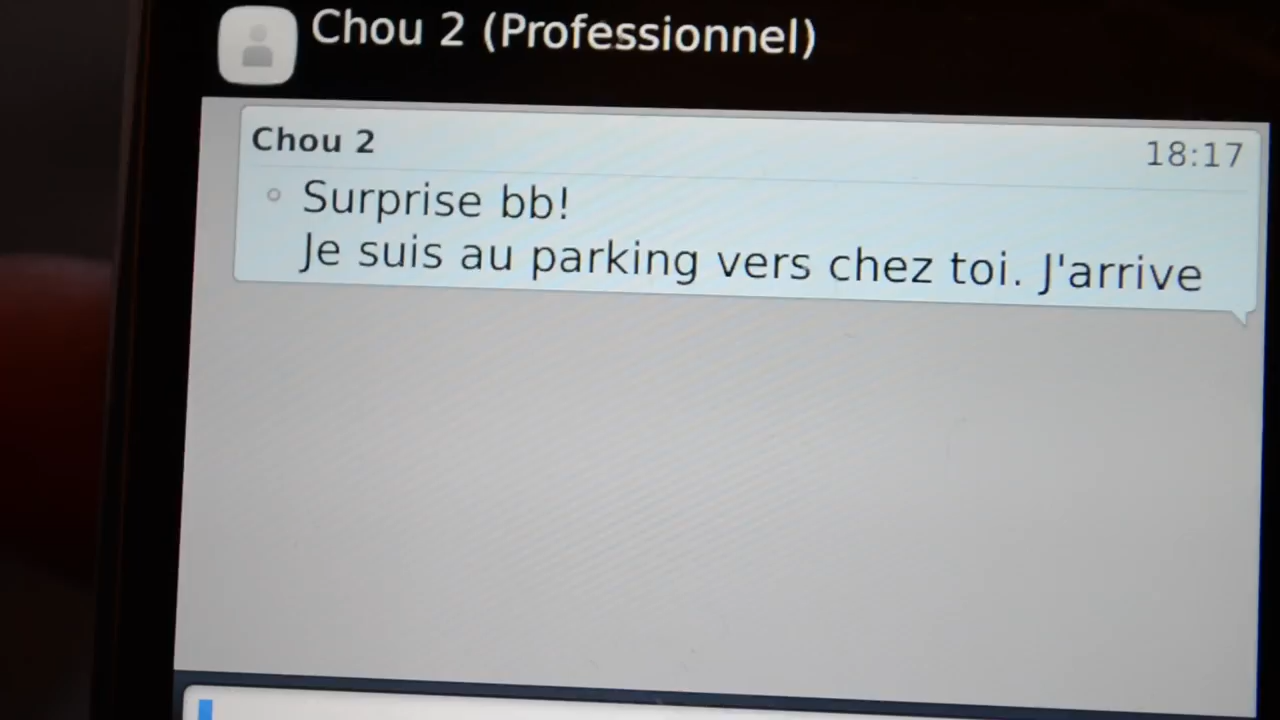 Chou 2 (Professionnel)
Chou 2 18:17
Surprise bb!
Je suis au parking vers chez toi. J'arrive